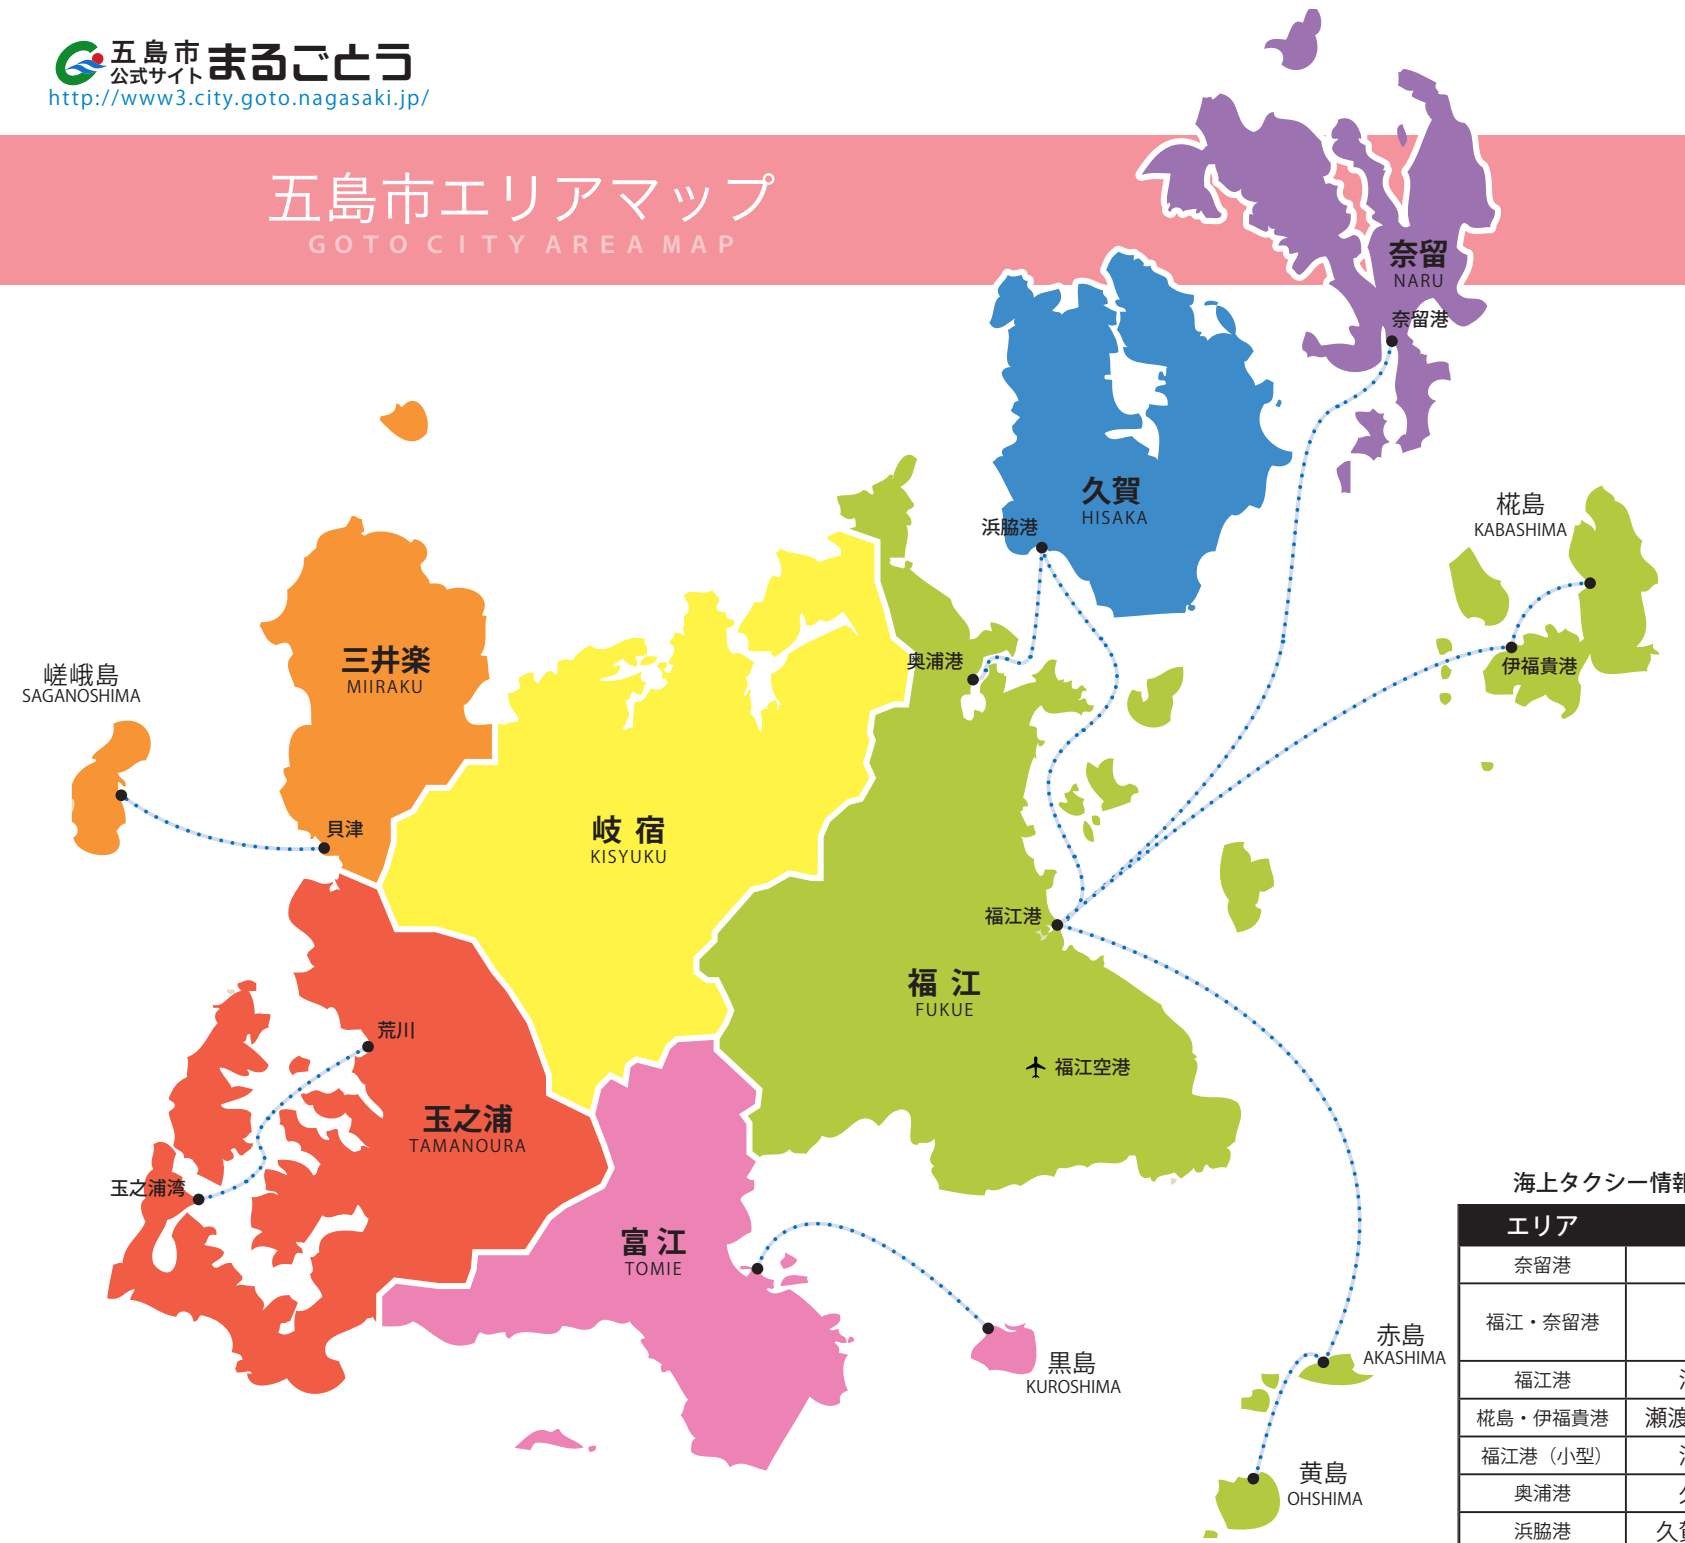 五島市
公式サイト まるごとう
http://www3.city.goto.nagasaki.jp/
五島市エリアマップ
GOTO CITY AREA MAP
奈留
NARU
奈留港
久賀
HISAKA
浜脇港
椛島
KABASHIMA
伊福貴港
奥浦港
三井楽
MIIRAKU
嵯峨島
SAGANOSHIMA
貝津
岐宿
KISYUKU
福江港
福江
FUKUE
福江空港
荒川
玉之浦
TAMANOURA
玉之浦湾
富江
TOMIE
黒島
KUROSHIMA
赤島
AKASHIMA
黄島
OHSHIMA
海上タクシー情報
エリア
奈留港
福江・奈留港
福江港
椛島・伊福貴港 瀬渡
福江港（小型）
奥浦港
浜脇港 久賀